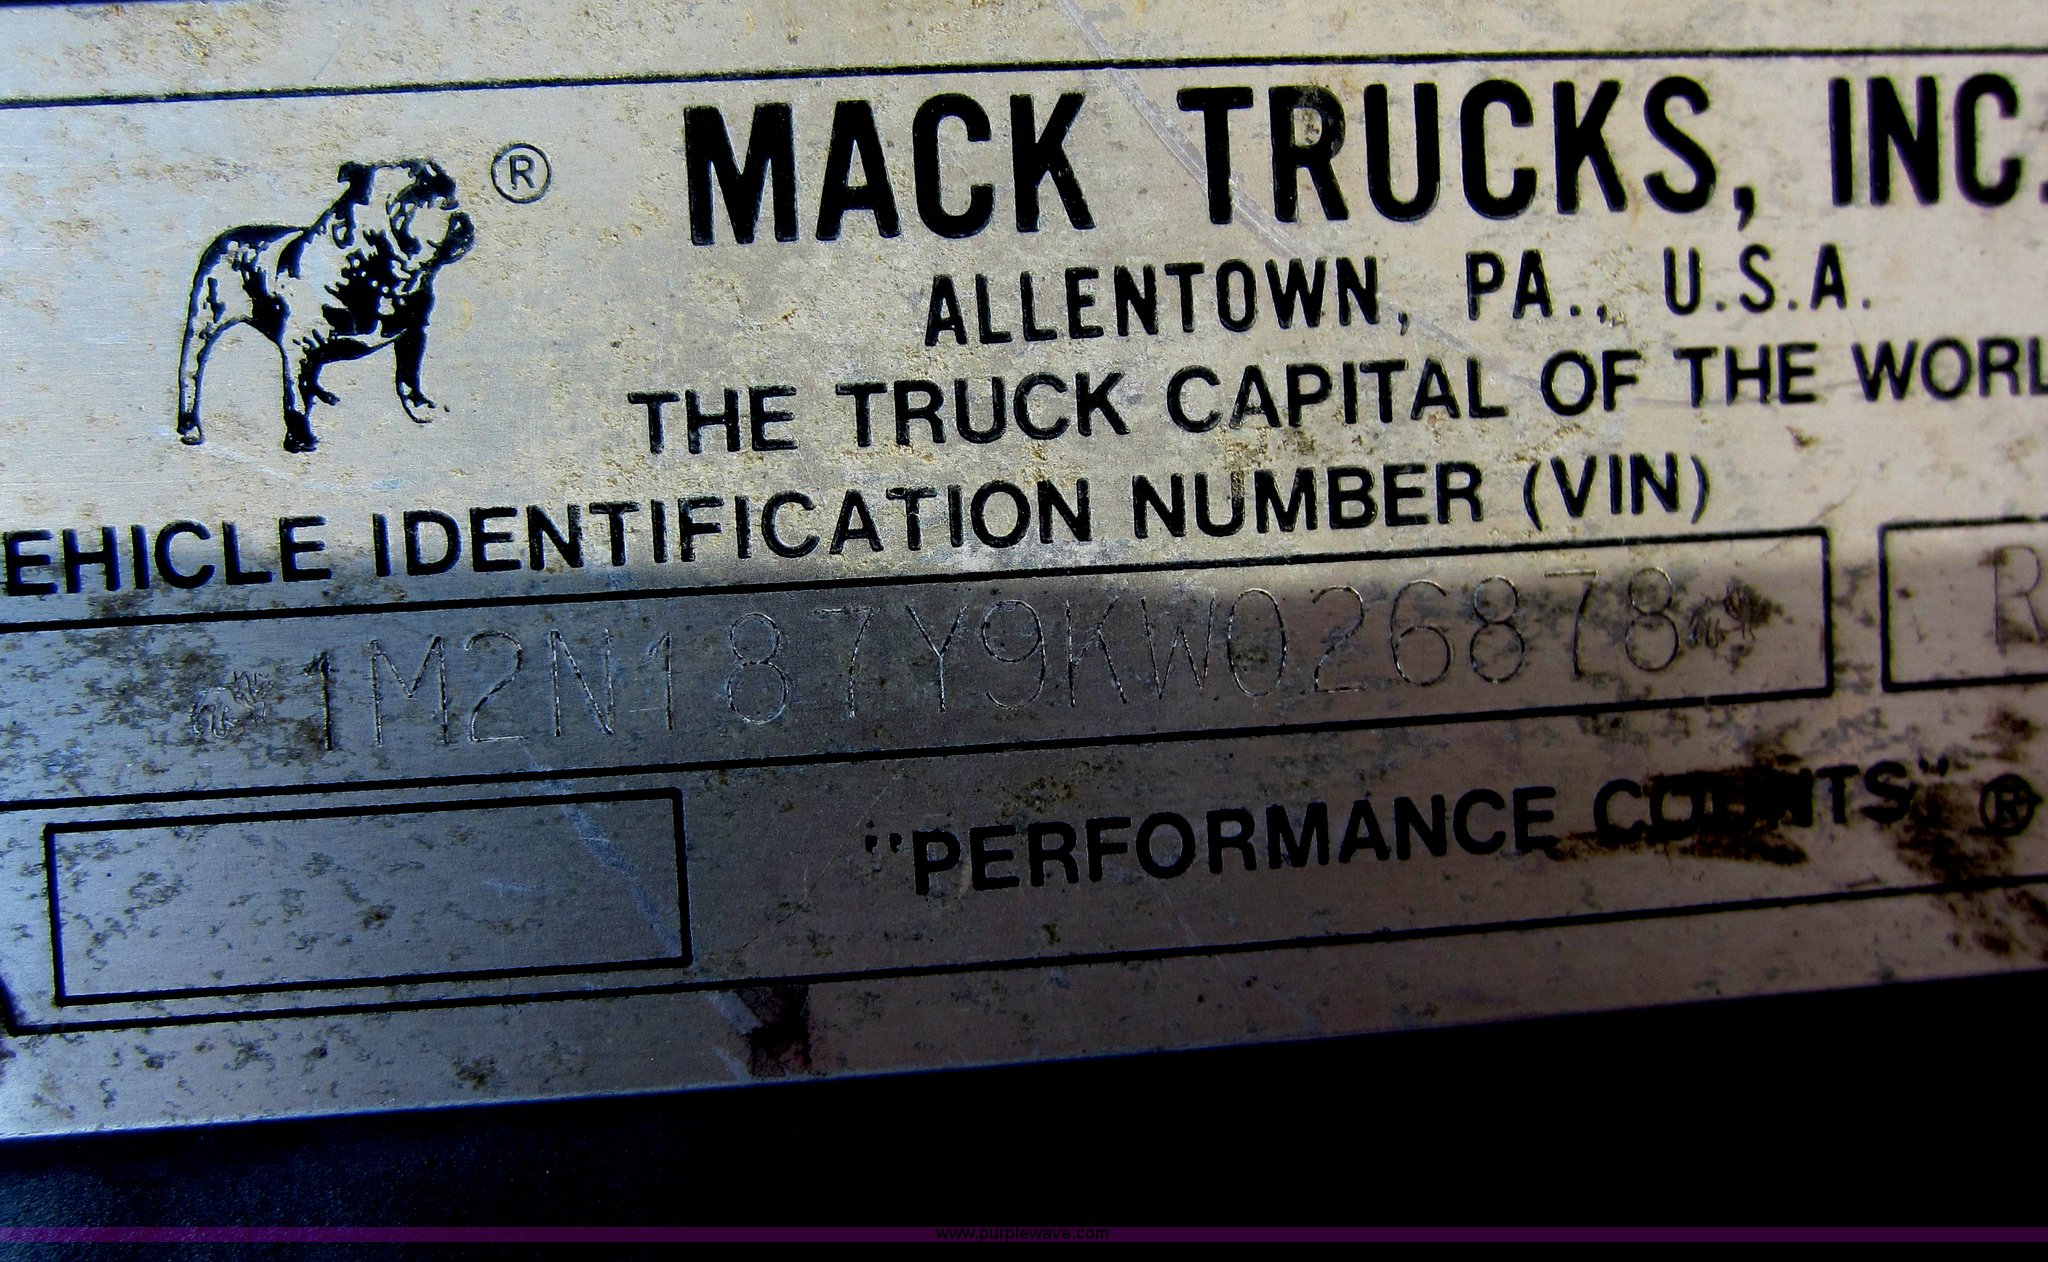 ®
MACK TRUCKS, INC.
ALLENTOWN, PA., U.S.A.
THE TRUCK CAPITAL OF THE WORL
EHICLE IDENTIFICATION NUMBER (VIN)
1M2N187Y9KW026878 R
"PERFORMANCE COUNTS" ®
www.purplewave.com